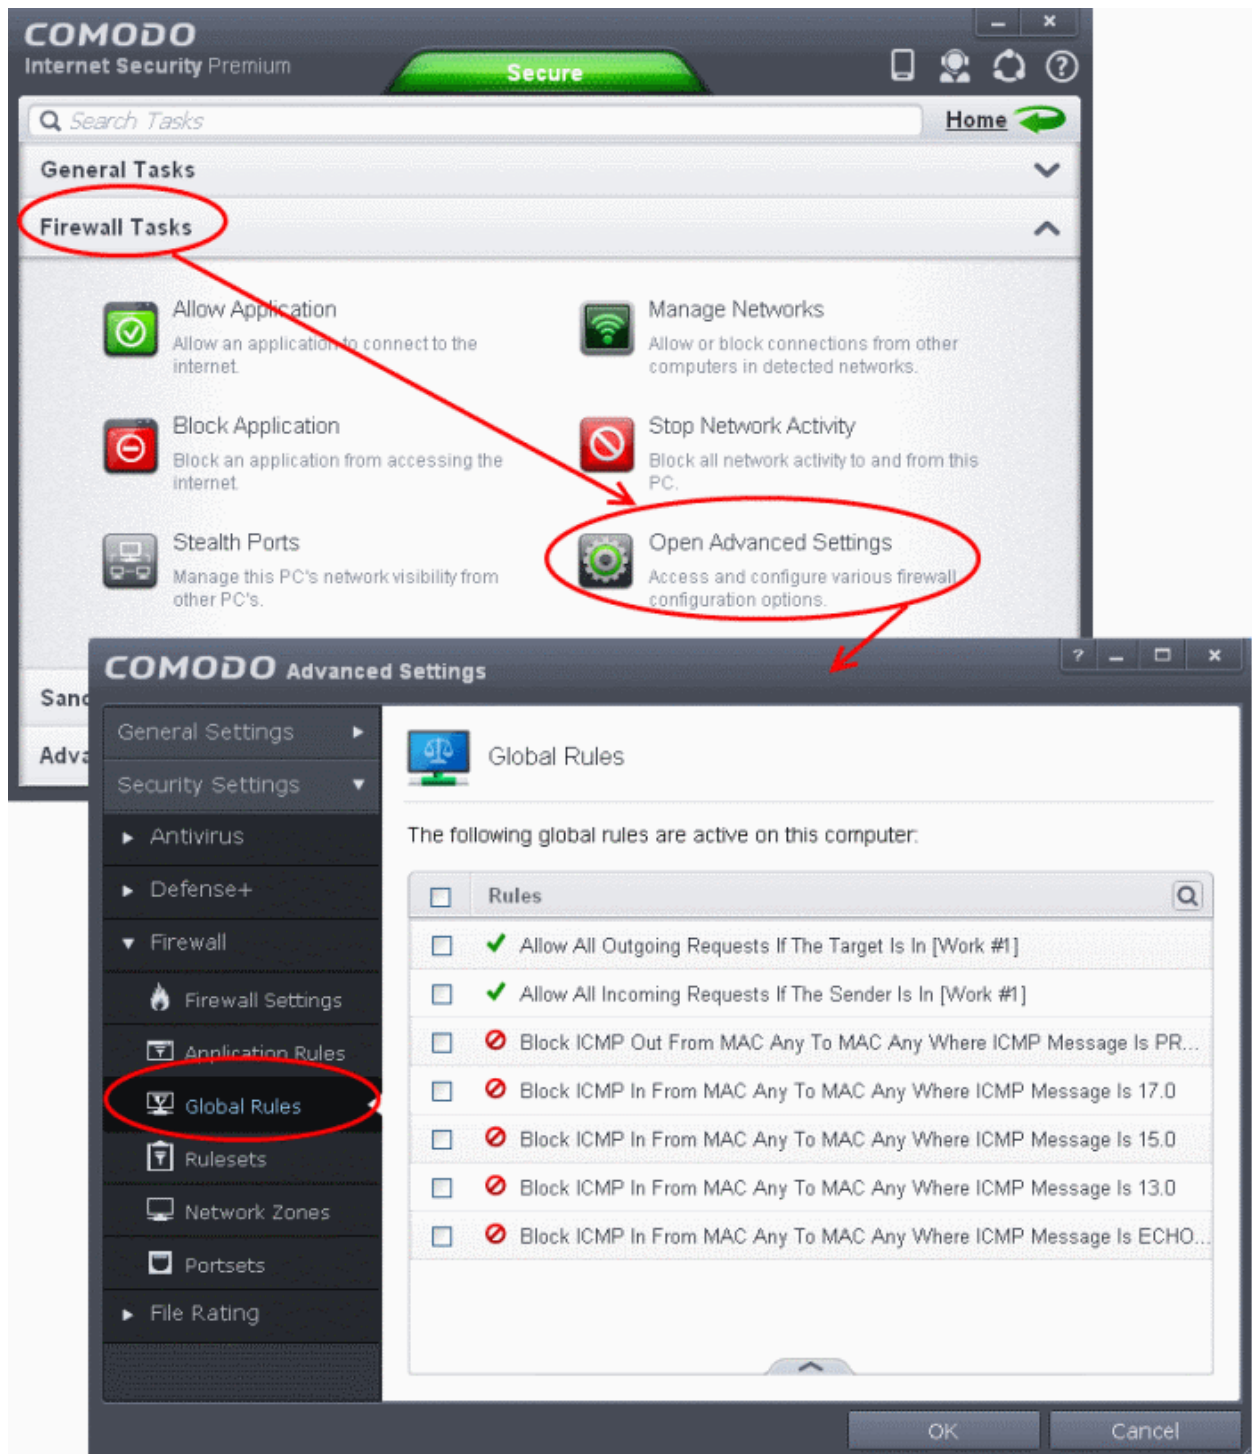 COMODO
Internet Security Premium
Secure
Search Tasks
Home
General Tasks
Firewall Tasks
Allow Application
Allow an application to connect to the
internet.
Manage Networks
Allow or block connections from other
computers in detected networks.
Block Application
Block an application from accessing the
internet.
Stop Network Activity
Block all network activity to and from this
PC.
Stealth Ports
Manage this PC's network visibility from
other PC's.
Open Advanced Settings
Access and configure various firewall
configuration options.
Sand
Adva
COMODO Advanced Settings
General Settings
Security Settings
Antivirus
Defense+
Firewall
Firewall Settings
Application Rules
Global Rules
Rulesets
Network Zones
Portsets
File Rating
Global Rules
The following global rules are active on this computer:
Rules
Allow All Outgoing Requests If The Target Is In [Work #1]
Allow All Incoming Requests If The Sender Is In [Work #1]
Block ICMP Out From MAC Any To MAC Any Where ICMP Message Is PR...
Block ICMP In From MAC Any To MAC Any Where ICMP Message Is 17.0
Block ICMP In From MAC Any To MAC Any Where ICMP Message Is 15.0
Block ICMP In From MAC Any To MAC Any Where ICMP Message Is 13.0
Block ICMP In From MAC Any To MAC Any Where ICMP Message Is ECHO...
OK
Cancel